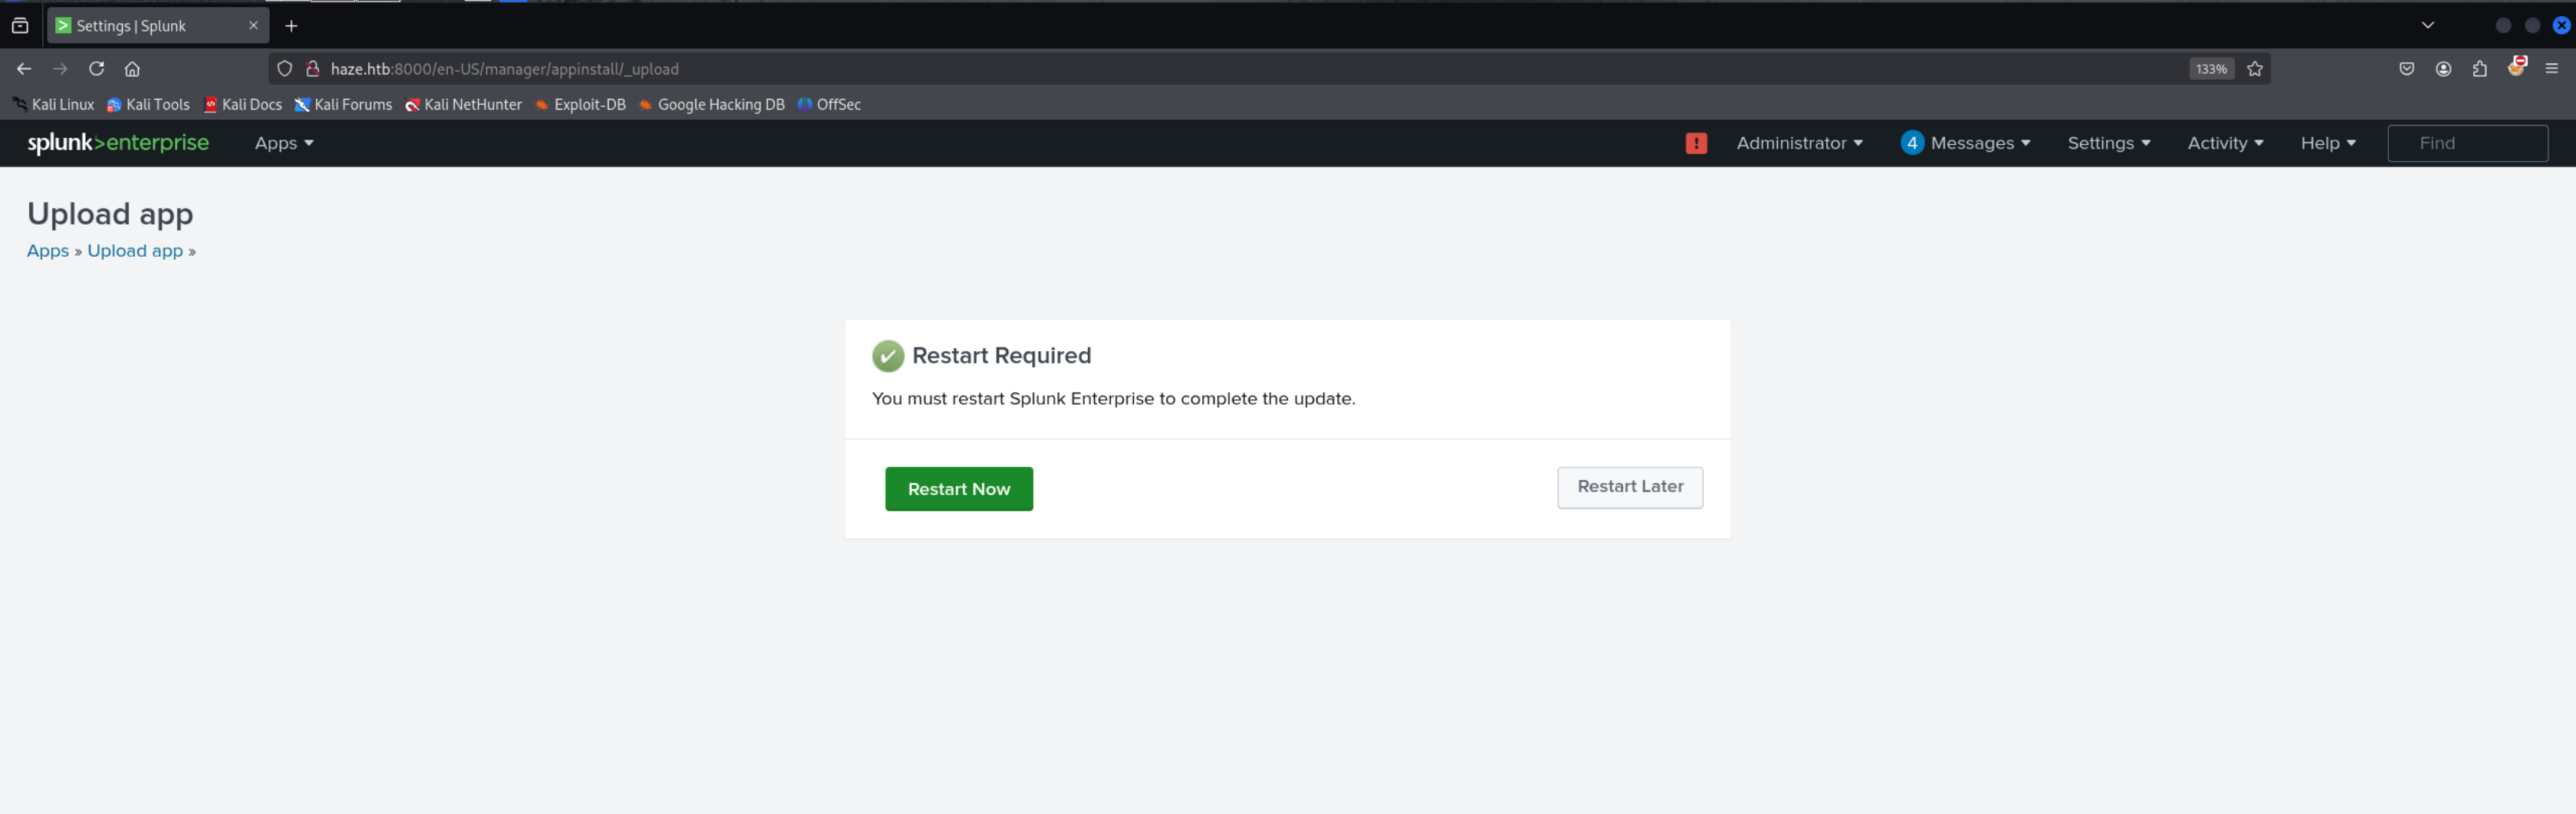 Settings | Splunk
haze.htb:8000/en-US/manager/appinstall/_upload 133%
Kali Linux Kali Tools Kali Docs Kali Forums Kali NetHunter Exploit-DB Google Hacking DB OffSec
splunk>enterprise Apps ! Administrator 4 Messages Settings Activity Help Find
Upload app
Apps » Upload app »
Restart Required
You must restart Splunk Enterprise to complete the update.
Restart Now Restart Later